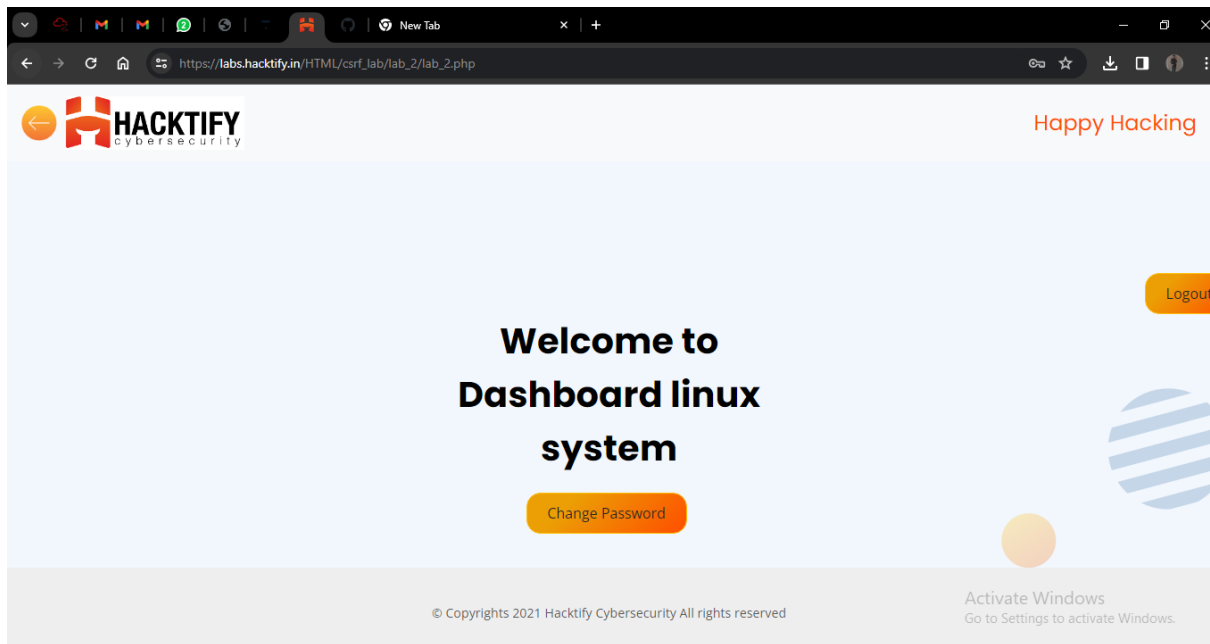 New Tab
https://labs.hacktify.in/HTML/csrf_lab/lab_2/lab_2.php
HACKTIFY
cybersecurity
Happy Hacking
Logout
Welcome to
Dashboard linux
system
Change Password
© Copyrights 2021 Hacktify Cybersecurity All rights reserved
Activate Windows
Go to Settings to activate Windows.